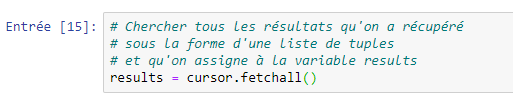 Entrée [15]: # Chercher tous les résultats qu'on a récupéré
# sous la forme d'une liste de tuples
# et qu'on assigne à la variable results
results = cursor.fetchall()